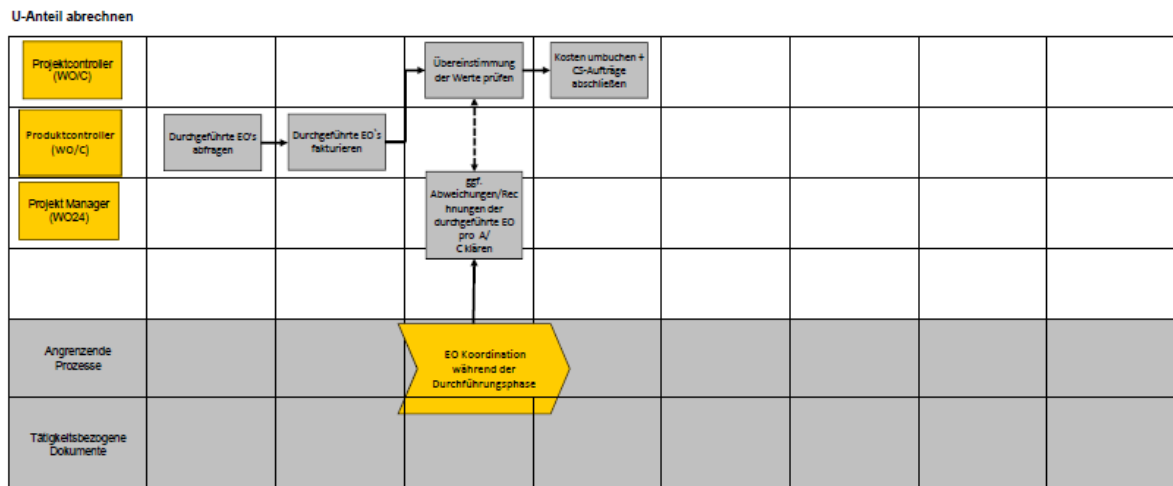 U-Anteil abrechnen
Projektcontroller
(WO/C)
Übereinstimmung
der Werte prüfen
Kosten umbuchen +
CS-Aufträge
abschließen
Produktcontroller
(WO/C)
Durchgeführte EO's
abfragen
Durchgeführte EO`s
fakturieren
Projekt Manager
(WO24)
ggf.
Abweichungen/Rec
hnungen der
durchgeführte EO
pro A/
C klären
Angrenzende
Prozesse
EO Koordination
während der
Durchführungsphase
Tätigkeitsbezogene
Dokumente